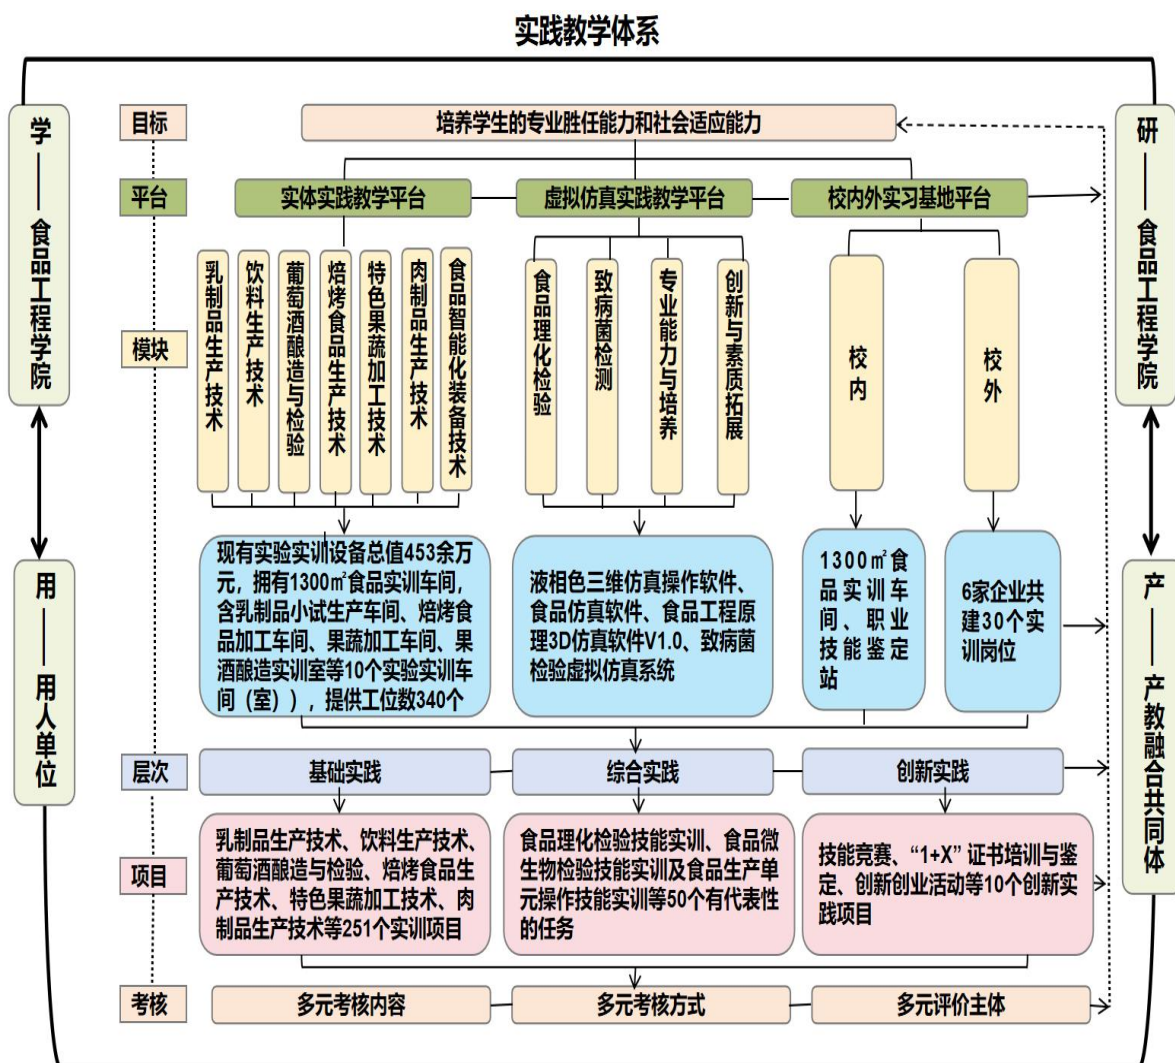 实践教学体系
学——食品工程学院
用——用人单位
研——食品工程学院
产——产教融合共同体
目标
培养学生的专业胜任能力和社会适应能力
平台
实体实践教学平台
虚拟仿真实践教学平台
校内外实习基地平台
模块
乳制品生产技术
饮料生产技术
葡萄酒酿造与检验
焙烤食品生产技术
特色果蔬加工技术
肉制品生产技术
食品智能化装备技术
食品理化检验
致病菌检测
专业能力与培养
创新与素质拓展
校内
校外
现有实验实训设备总值453余万
元，拥有1300㎡食品实训车间，
含乳制品小试生产车间、焙烤食
品加工车间、果蔬加工车间、果
酒酿造实训室等10个实验实训车
间（室）），提供工位数340个
液相色三维仿真操作软件、
食品仿真软件、食品工程原
理3D仿真软件V1.0、致病菌
检验虚拟仿真系统
1300㎡食
品实训车
间、职业
技能鉴定
站
6家企业共
建30个实
训岗位
层次
基础实践
综合实践
创新实践
项目
乳制品生产技术、饮料生产技术、
葡萄酒酿造与检验、焙烤食品生
产技术、特色果蔬加工技术、肉
制品生产技术等251个实训项目
食品理化检验技能实训、食品微
生物检验技能实训及食品生产单
元操作技能实训等50个有代表性
的任务
技能竞赛、“1+X”证书培训与鉴
定、创新创业活动等10个创新实
践项目
考核
多元考核内容
多元考核方式
多元评价主体